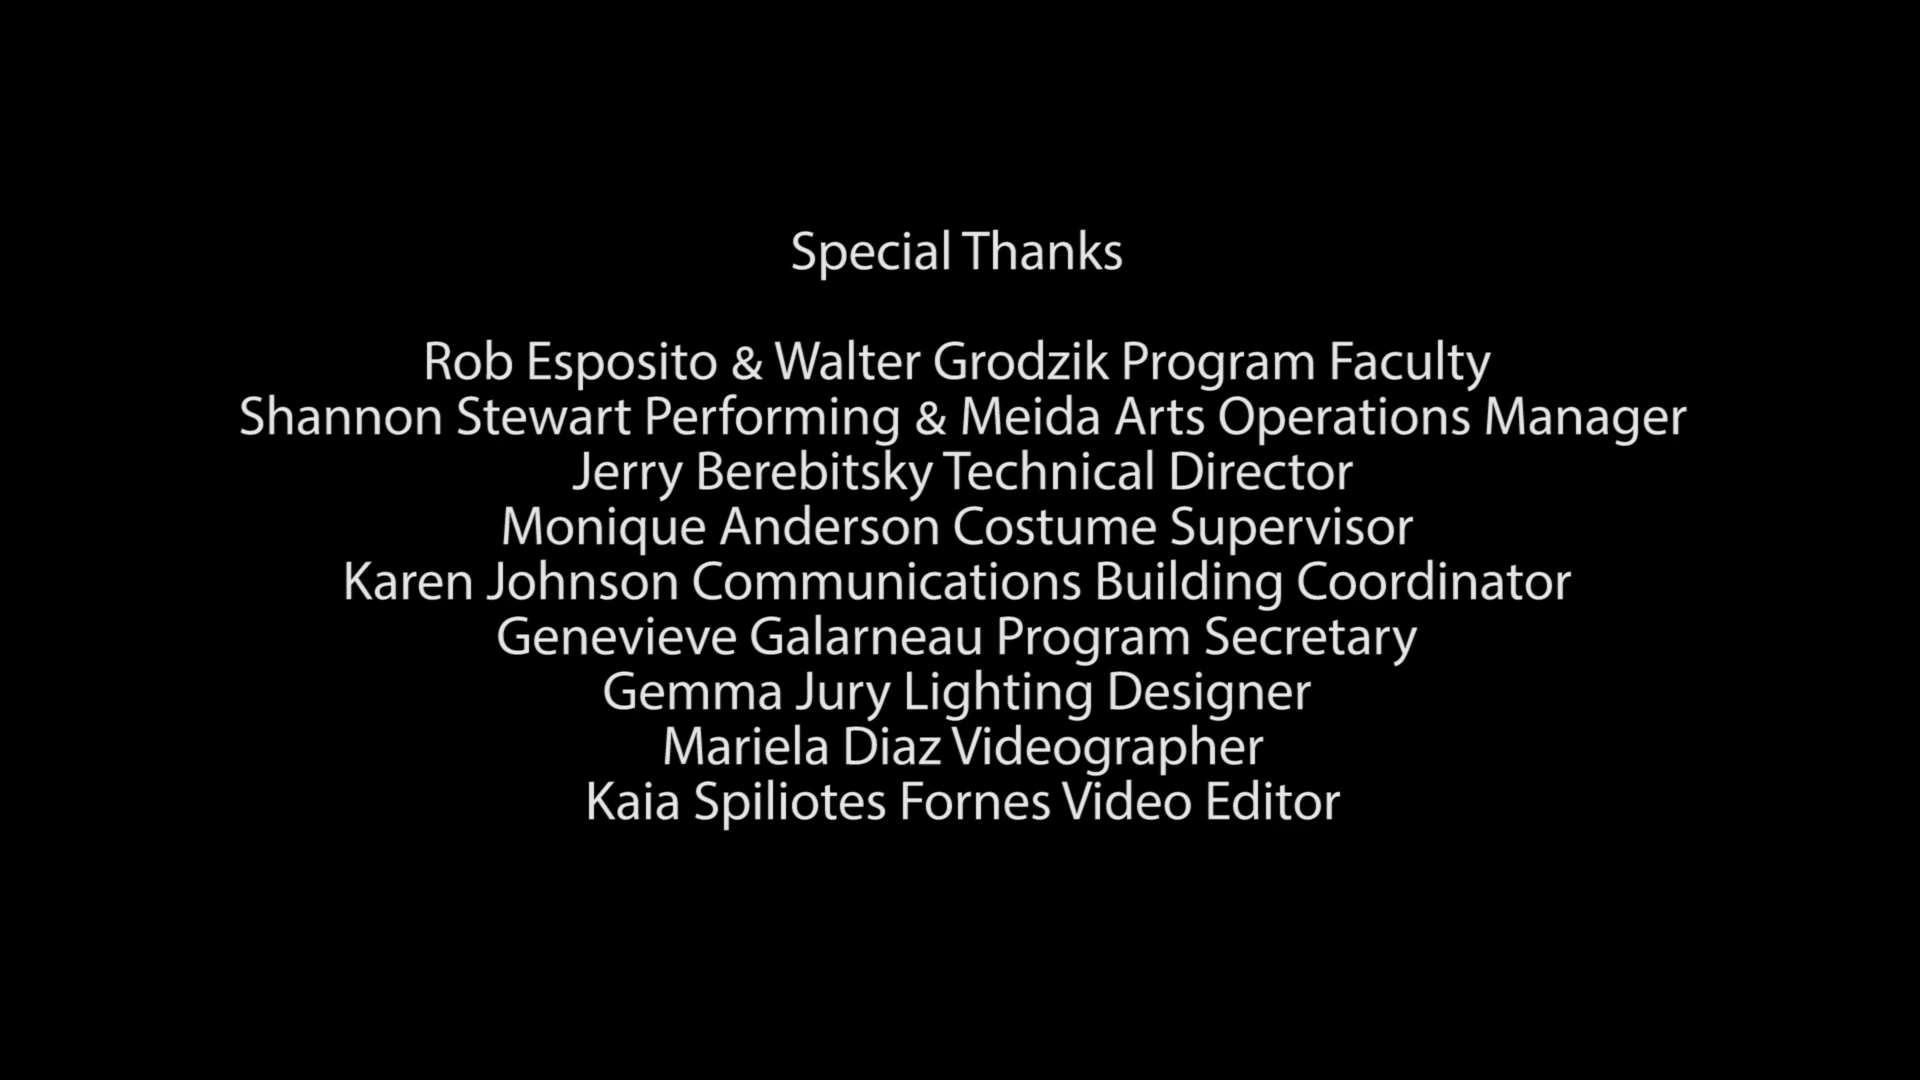 Special Thanks
Rob Esposito & Walter Grodzik Program Faculty
Shannon Stewart Performing & Meida Arts Operations Manager
Jerry Berebitsky Technical Director
Monique Anderson Costume Supervisor
Karen Johnson Communications Building Coordinator
Genevieve Galarneau Program Secretary
Gemma Jury Lighting Designer
Mariela Diaz Videographer
Kaia Spiliotes Fornes Video Editor